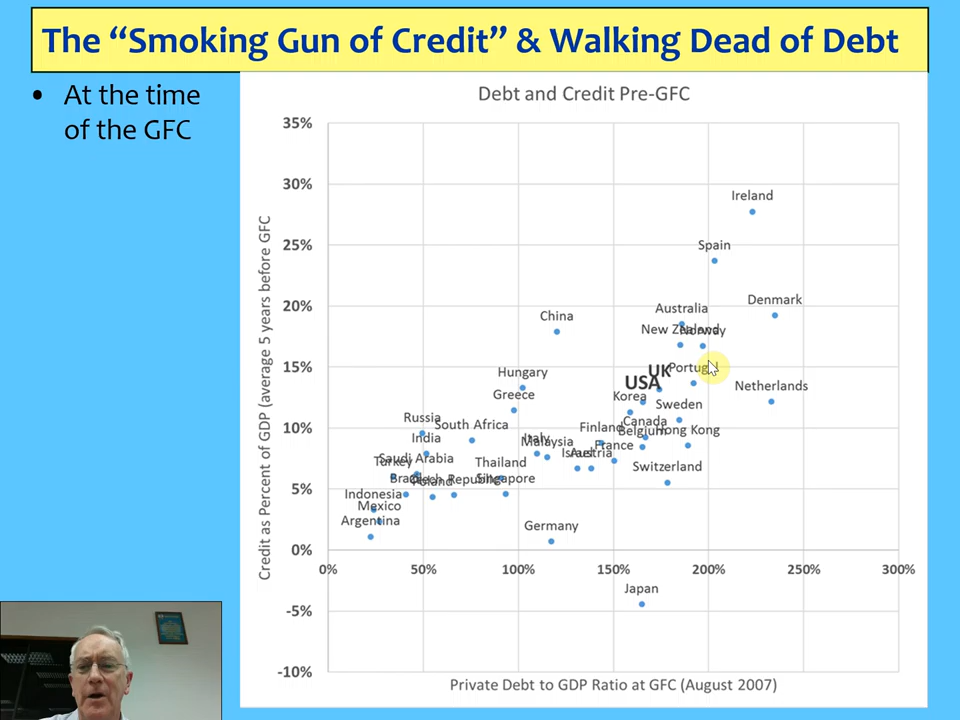 The “Smoking Gun of Credit” & Walking Dead of Debt
• At the time
of the GFC
Debt and Credit Pre-GFC
Credit as Percent of GDP (average 5 years before GFC)
35%
30%
Ireland
25%
Spain
20%
Denmark
Australia
China
New Zealand
Norway
15%
Hungary
UK
Portugal
USA
Netherlands
Greece
Korea
Sweden
10%
Russia
South Africa
Finland
Canada
Belgium
Hong Kong
India
Italy
Malaysia
France
Israel
Austria
Saudi Arabia
Turkey
Thailand
Switzerland
Brazil
Czech Republic
Poland
Singapore
5%
Indonesia
Mexico
Argentina
Germany
0%
0% 50% 100% 150% 200% 250% 300%
Japan
-5%
-10%
Private Debt to GDP Ratio at GFC (August 2007)